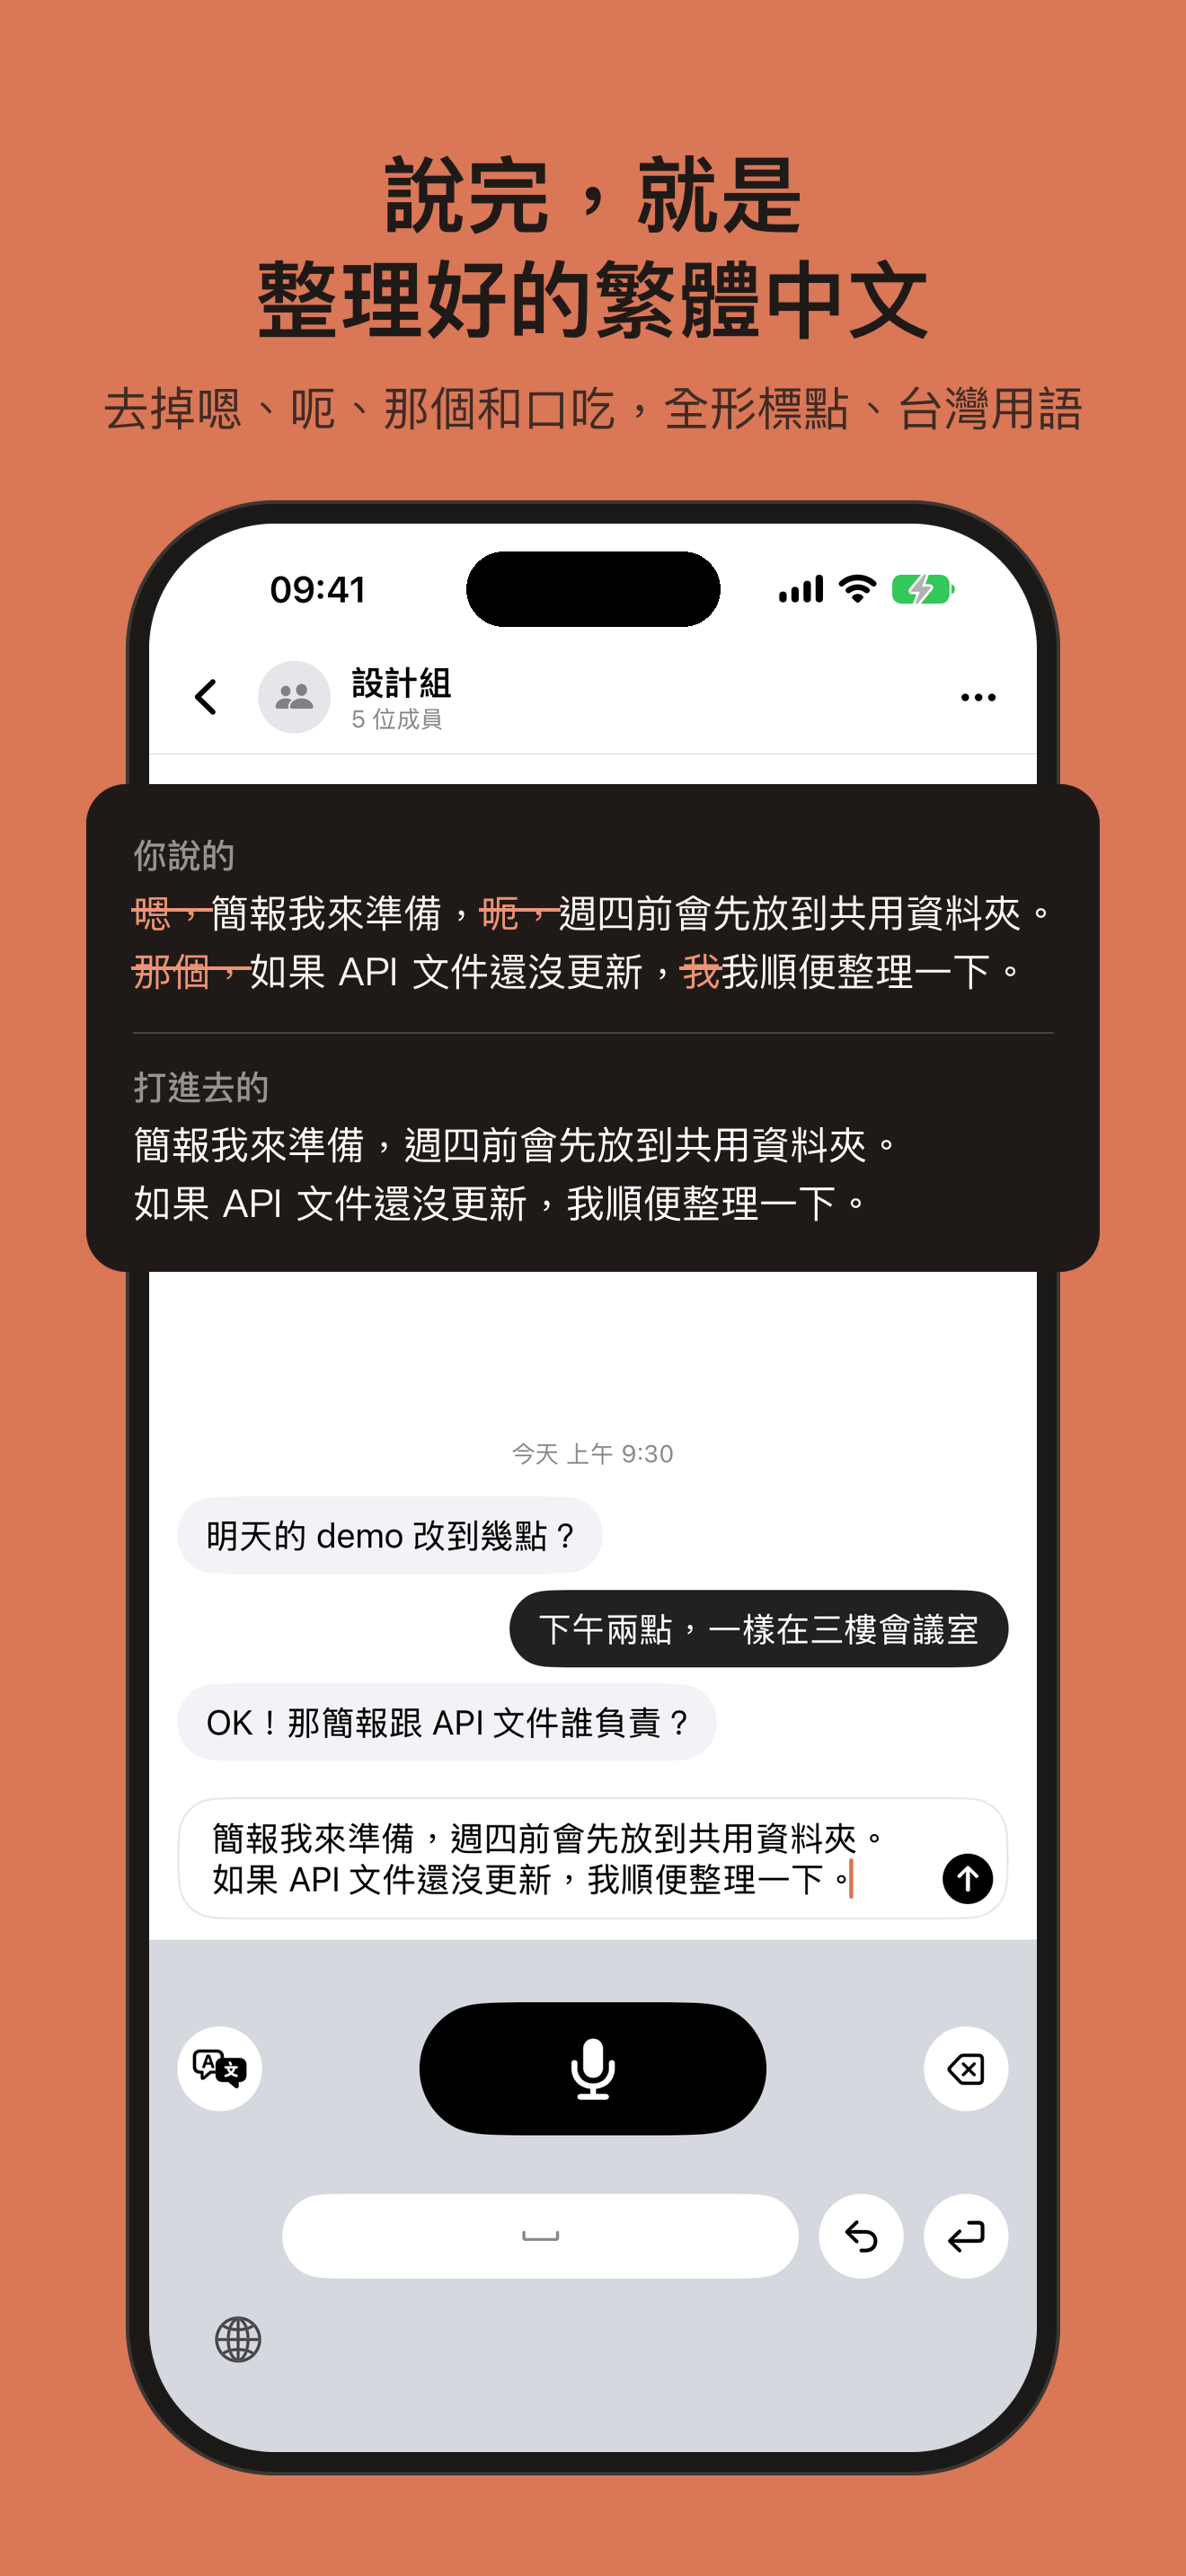 說完，就是
整理好的繁體中文
去掉嗯、呃、那個和口吃，全形標點、台灣用語
09:41
設計組
5 位成員
你說的
嗯，簡報我來準備，呃，週四前會先放到共用資料夾。
那個，如果 API 文件還沒更新，我我順便整理一下。
打進去的
簡報我來準備，週四前會先放到共用資料夾。
如果 API 文件還沒更新，我順便整理一下。
今天 上午 9:30
明天的 demo 改到幾點？
下午兩點，一樣在三樓會議室
OK！那簡報跟 API 文件誰負責？
簡報我來準備，週四前會先放到共用資料夾。
如果 API 文件還沒更新，我順便整理一下。
A 文